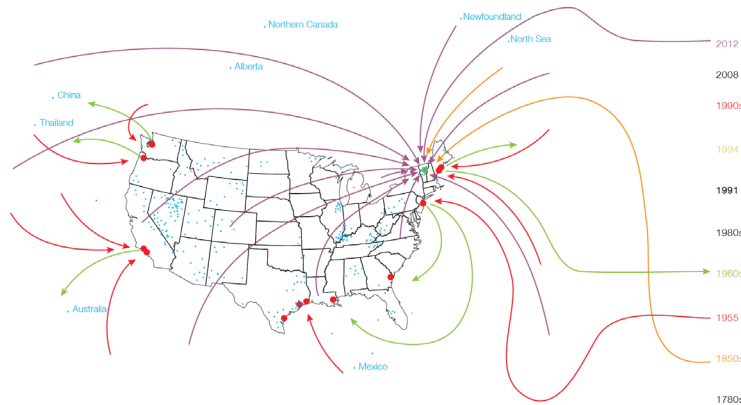 Newfoundland
Northern Canada
North Sea
2012
Alberta
2008
China
1990s
Thailand
1994
1991
1980s
1960s
Australia
1955
1850s
Mexico
1780s